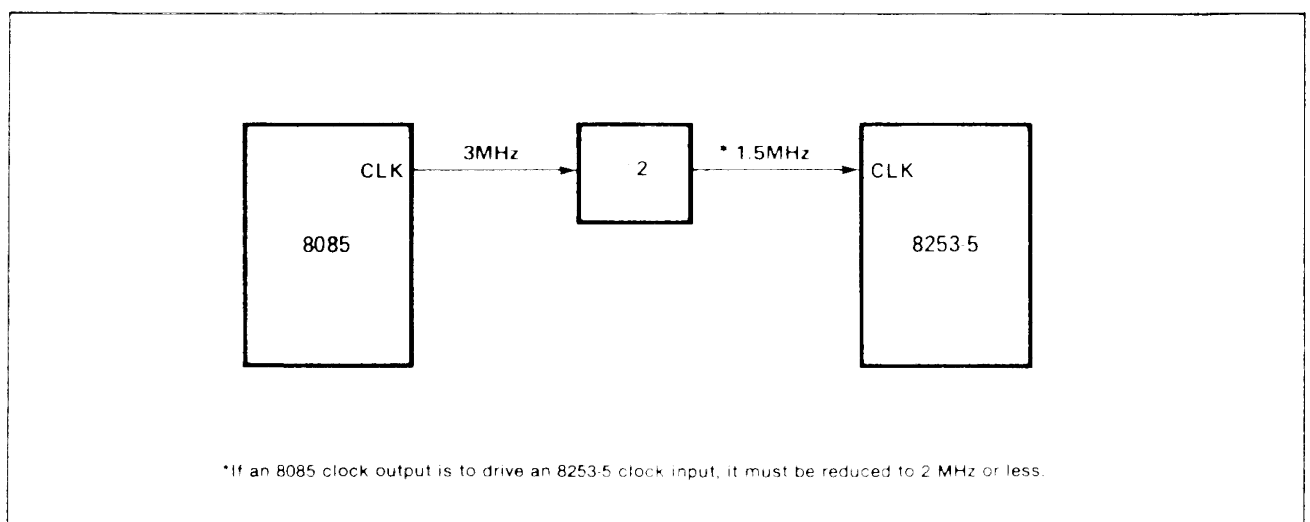 3MHz
* 1.5MHz
CLK
2
CLK
8085
8253-5
*If an 8085 clock output is to drive an 8253-5 clock input, it must be reduced to 2 MHz or less.